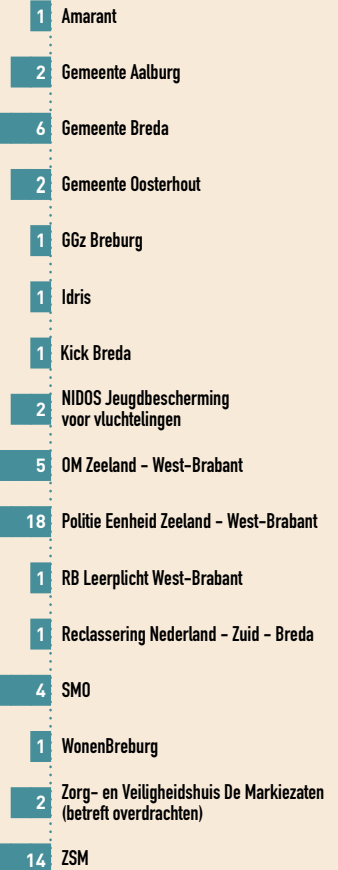 1 Amarant
2 Gemeente Aalburg
6 Gemeente Breda
2 Gemeente Oosterhout
1 GGz Breburg
1 Idris
1 Kick Breda
2 NIDOS Jeugdbescherming
voor vluchtelingen
5 OM Zeeland - West-Brabant
18 Politie Eenheid Zeeland - West-Brabant
1 RB Leerplicht West-Brabant
1 Reclassering Nederland - Zuid - Breda
4 SMO
1 WonenBreburg
2 Zorg- en Veiligheidshuis De Markiezaten
(betreft overdrachten)
14 ZSM